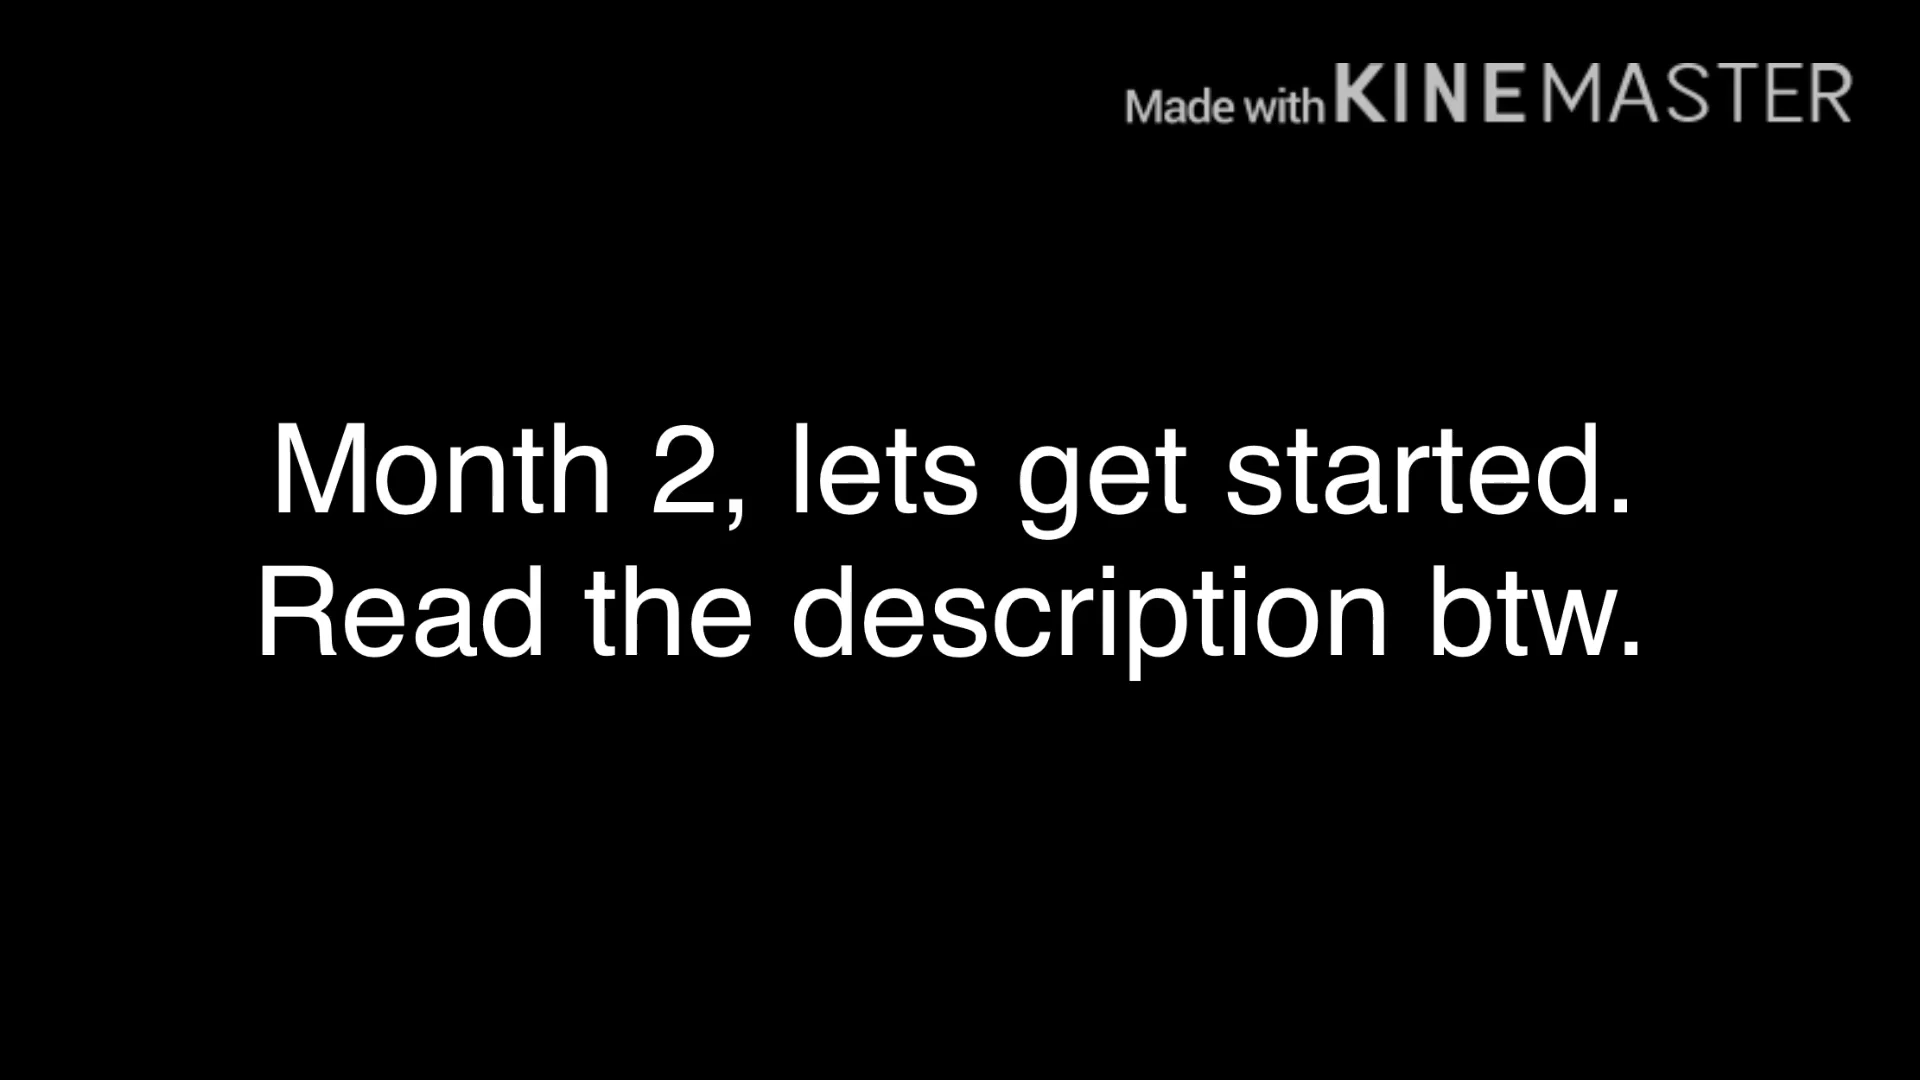 Made with KINEMASTER
Month 2, lets get started.
Read the description btw.